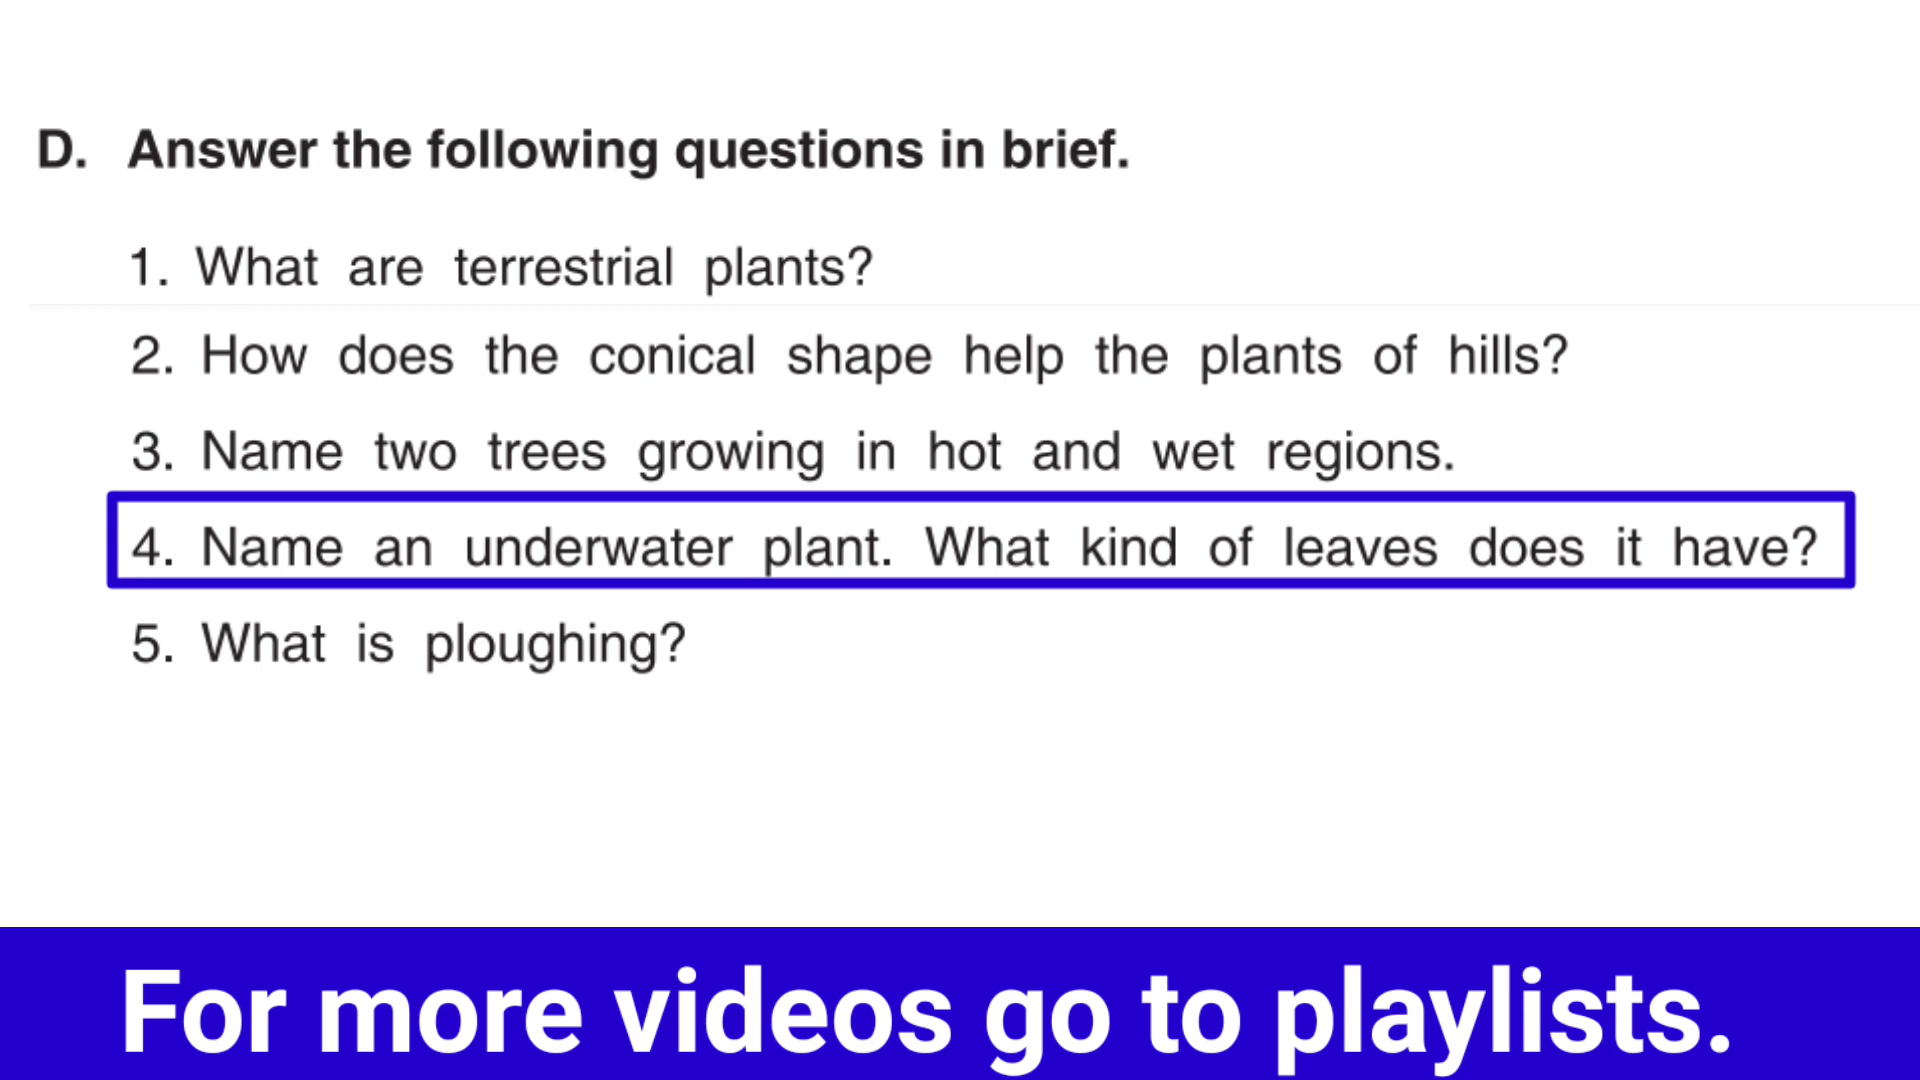 D. Answer the following questions in brief.
1. What are terrestrial plants?
2. How does the conical shape help the plants of hills?
3. Name two trees growing in hot and wet regions.
4. Name an underwater plant. What kind of leaves does it have?
5. What is ploughing?
For more videos go to playlists.